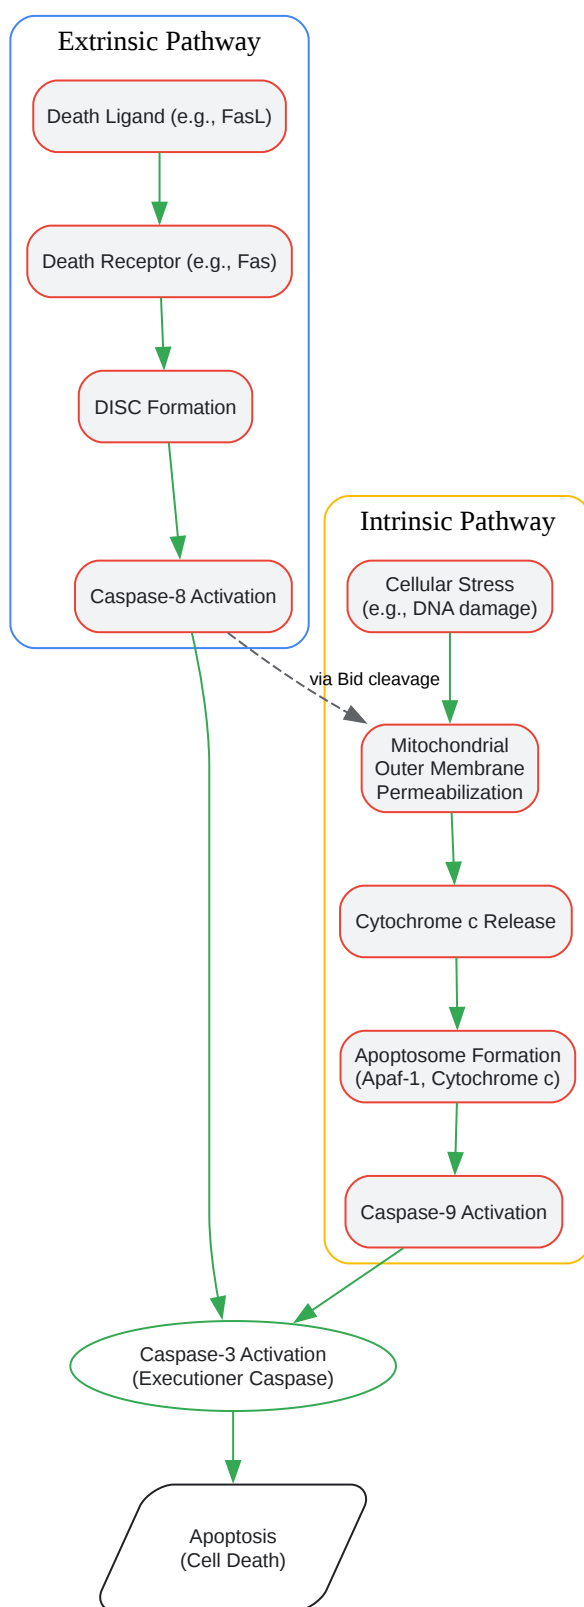 Extrinsic Pathway
Death Ligand (e.g., FasL)
Death Receptor (e.g., Fas)
DISC Formation
Caspase-8 Activation
Intrinsic Pathway
Cellular Stress
(e.g., DNA damage)
via Bid cleavage
Mitochondrial
Outer Membrane
Permeabilization
Cytochrome c Release
Apoptosome Formation
(Apaf-1, Cytochrome c)
Caspase-9 Activation
Caspase-3 Activation
(Executioner Caspase)
Apoptosis
(Cell Death)